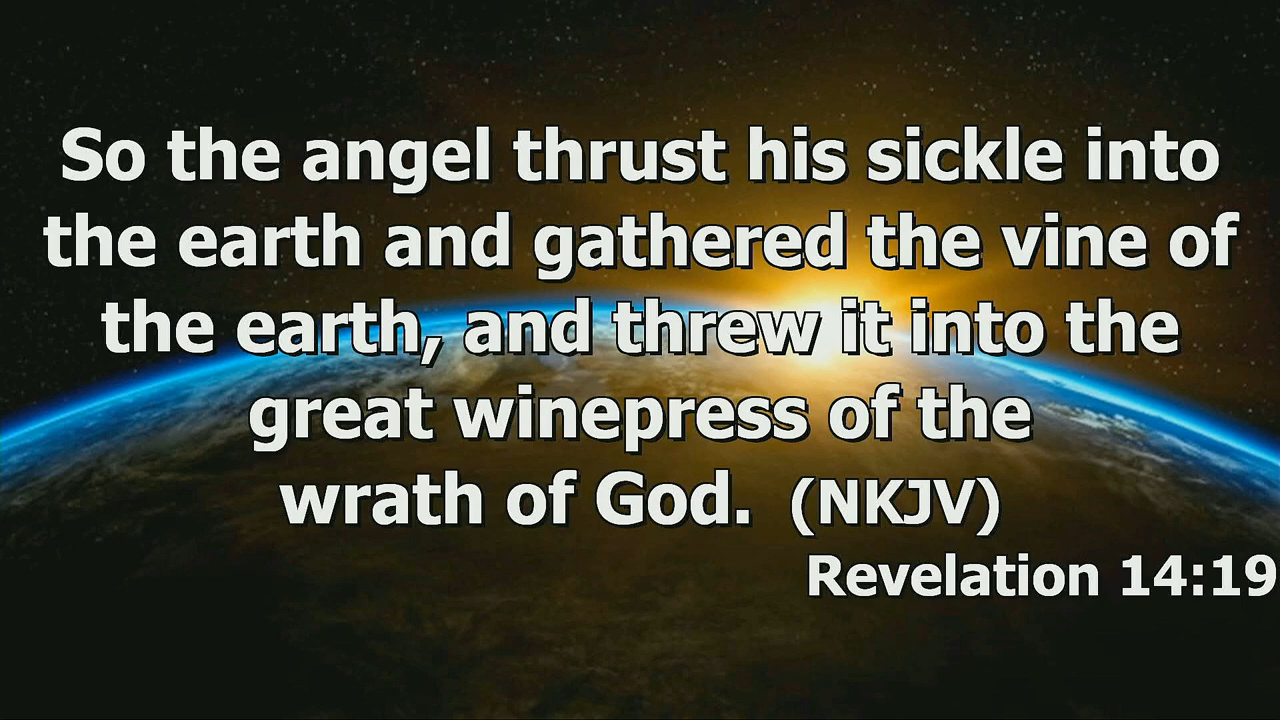 So the angel thrust his sickle into
the earth and gathered the vine of
the earth, and threw it into the
great winepress of the
wrath of God. (NKJV)
Revelation 14:19